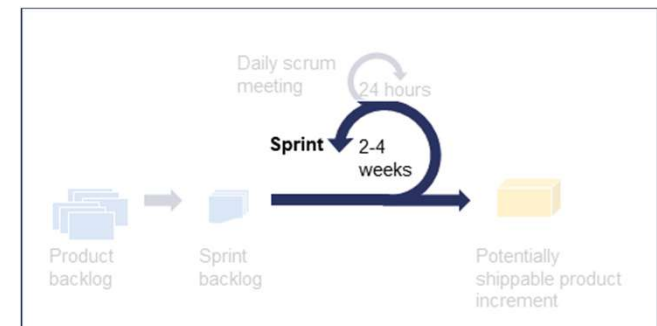 Daily scrum
meeting
24 hours
Sprint
2-4
weeks
Product
backlog
Sprint
backlog
Potentially
shippable product
increment